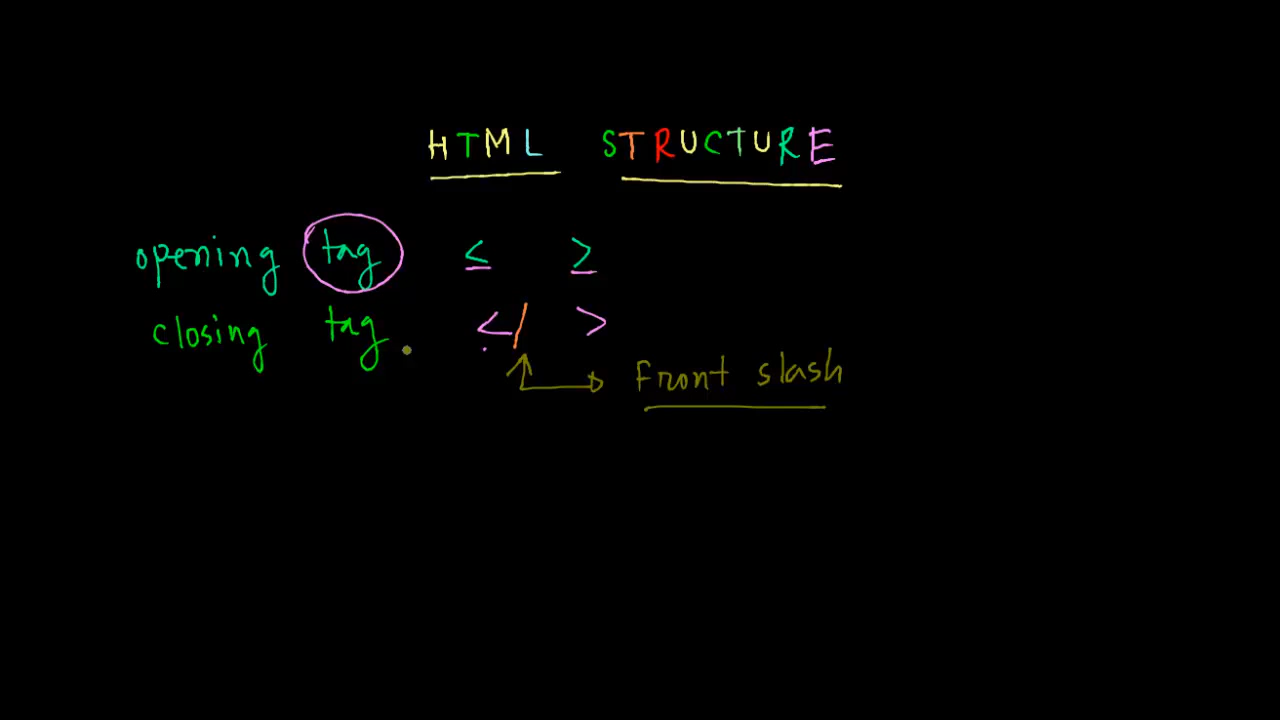 HTML STRUCTURE
opening tag < >
closing tag. </ >
Front slash